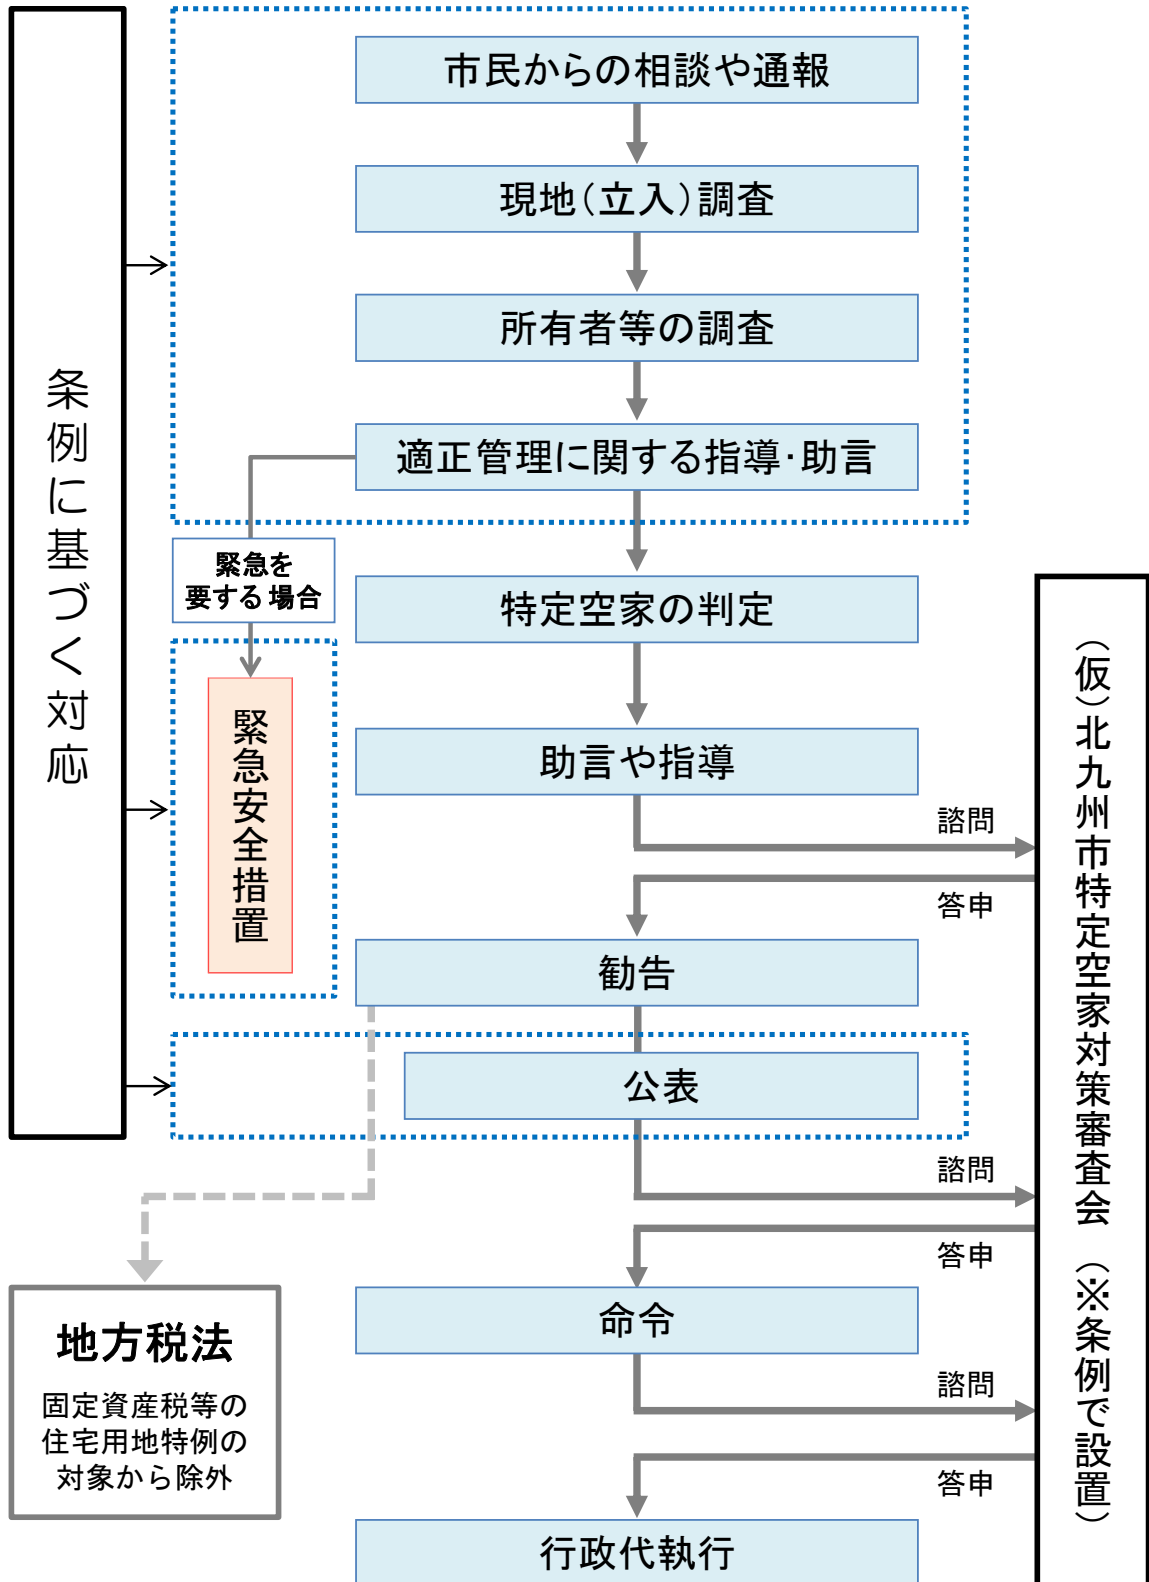 条例に基づく対応
市民からの相談や通報
現地（立入）調査
所有者等の調査
適正管理に関する指導・助言
緊急を
要する場合
緊急安全措置
特定空家の判定
助言や指導
諮問
答申
勧告
公表
諮問
答申
命令
諮問
答申
行政代執行
（仮）北九州市特定空家対策審査会 （※条例で設置）
地方税法
固定資産税等の
住宅用地特例の
対象から除外